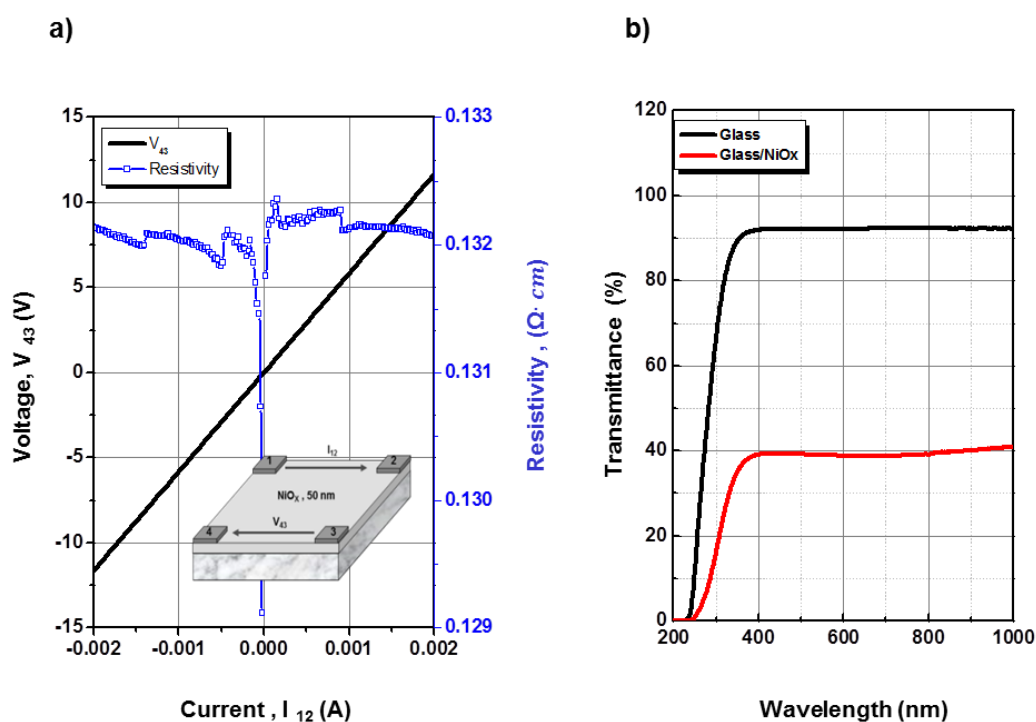 a)
b)
15
10
5
0
-5
-10
-15
Voltage, V 43 (V)
V43
Resistivity
0.133
0.132
0.131
0.130
0.129
Resistivity , (Ω· cm)
1
I12
2
NiOX , 50 nm
V43
4
3
-0.002
-0.001
0.000
0.001
0.002
Current , I 12 (A)
120
100
80
60
40
20
0
Transmittance (%)
Glass
Glass/NiOx
200
400
600
800
1000
Wavelength (nm)